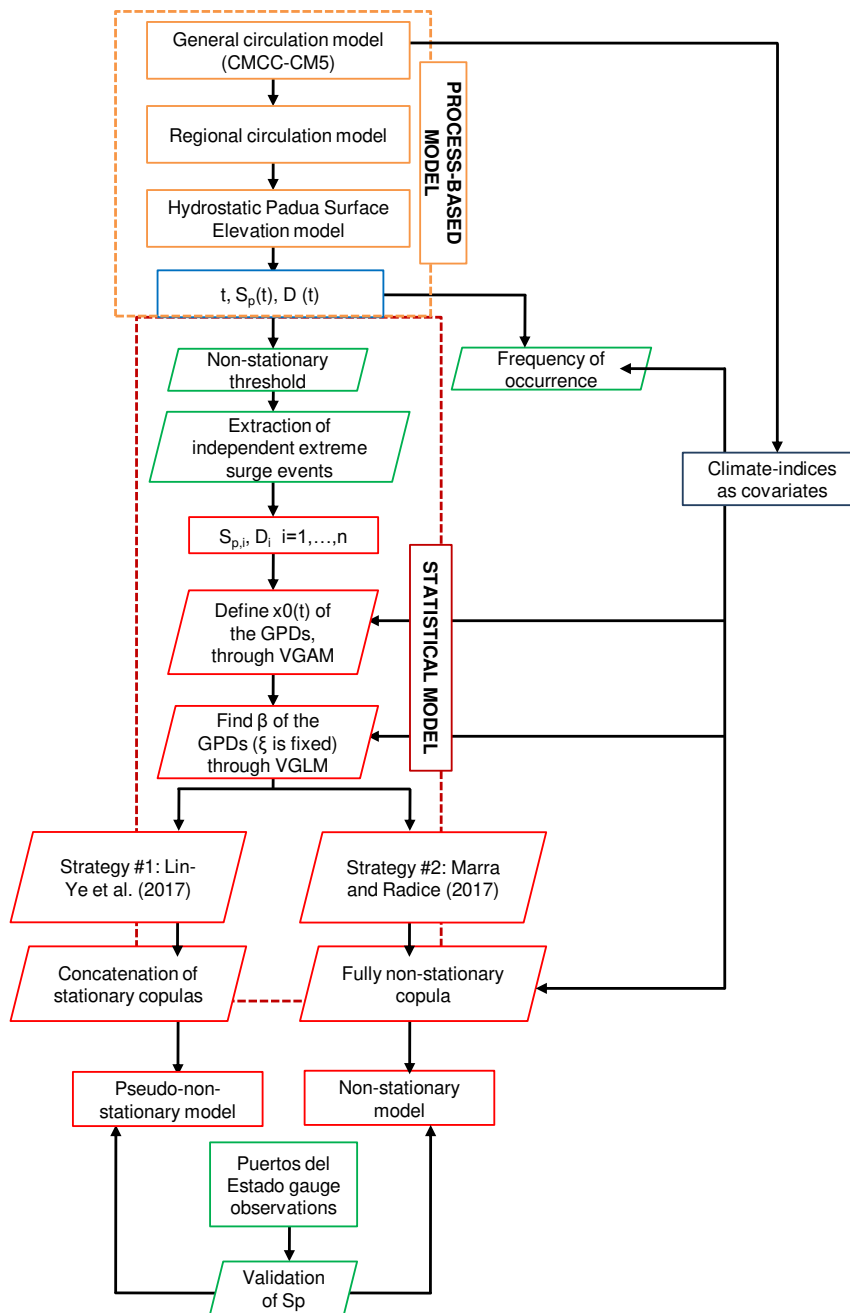 General circulation model
(CMCC-CM5)
PROCESS-BASED
MODEL
Regional circulation model
Hydrostatic Padua Surface
Elevation model
t, Sp(t), D (t)
Non-stationary
threshold
Frequency of
occurrence
Extraction of
independent extreme
surge events
Climate-indices
as covariates
Sp,i, Di i=1,…,n
STATISTICAL MODEL
Define x0(t) of
the GPDs,
through VGAM
Find β of the
GPDs (ξ is fixed)
through VGLM
Strategy #1: Lin-
Ye et al. (2017)
Strategy #2: Marra
and Radice (2017)
Concatenation of
stationary copulas
Fully non-stationary
copula
Pseudo-non-
stationary model
Non-stationary
model
Puertos del
Estado gauge
observations
Validation
of Sp